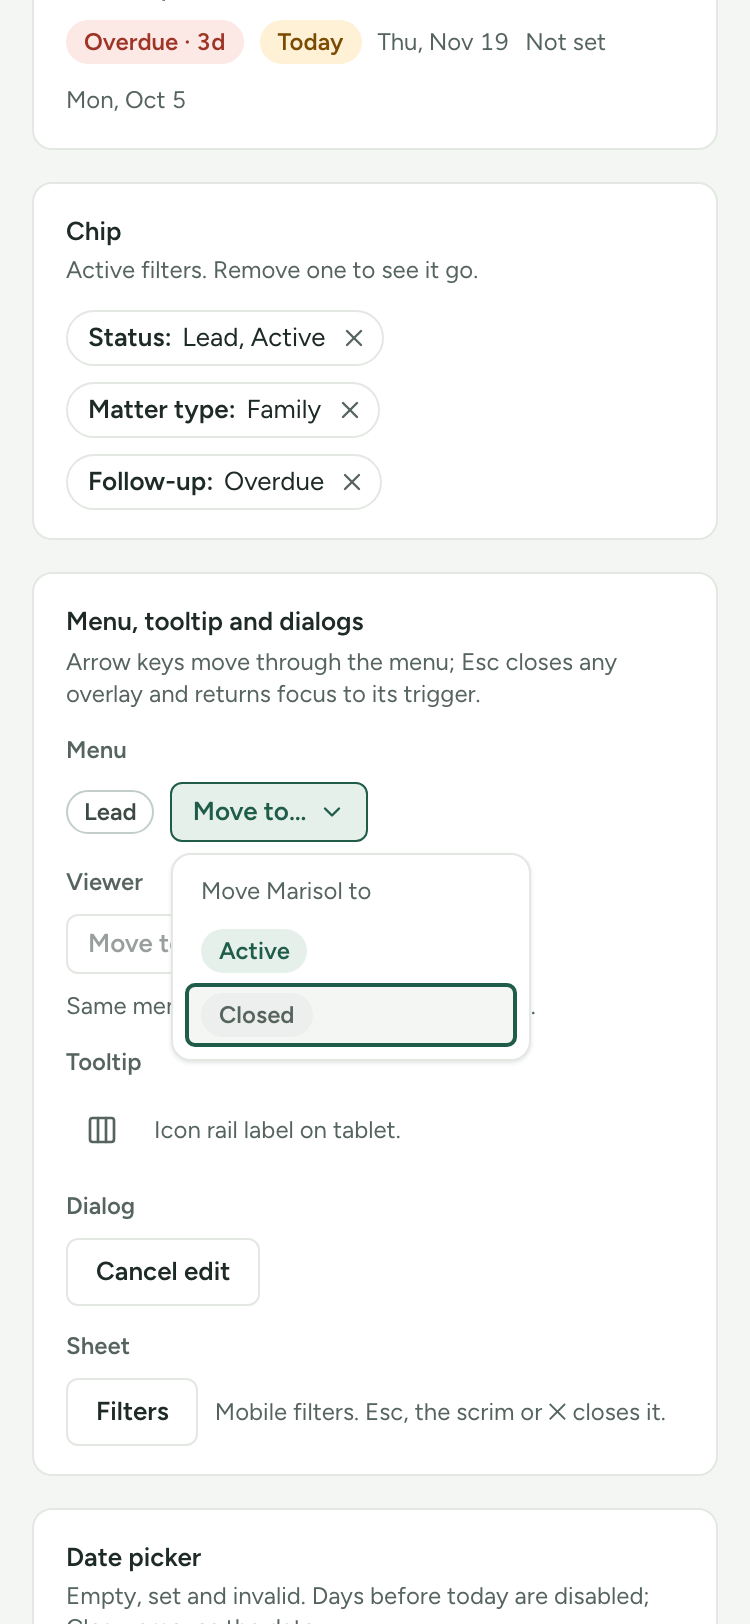 Overdue · 3d Today Thu, Nov 19 Not set
Mon, Oct 5
Chip
Active filters. Remove one to see it go.
Status: Lead, Active
Matter type: Family
Follow-up: Overdue
Menu, tooltip and dialogs
Arrow keys move through the menu; Esc closes any
overlay and returns focus to its trigger.
Menu
Lead Move to...
Move Marisol to
Active
Closed
Viewer
Move
Same
Tooltip
Icon rail label on tablet.
Dialog
Cancel edit
Sheet
Filters Mobile filters. Esc, the scrim or × closes it.
Date picker
Empty, set and invalid. Days before today are disabled;